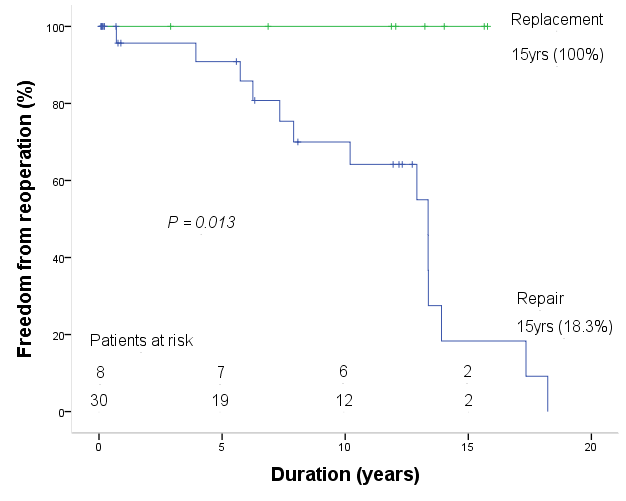 Replacement
15yrs (100%)
100
80
60
40
20
0
Freedom from reoperation (%)
P = 0.013
Repair
15yrs (18.3%)
Patients at risk
8 7 6 2
30 19 12 2
0 5 10 15 20
Duration (years)